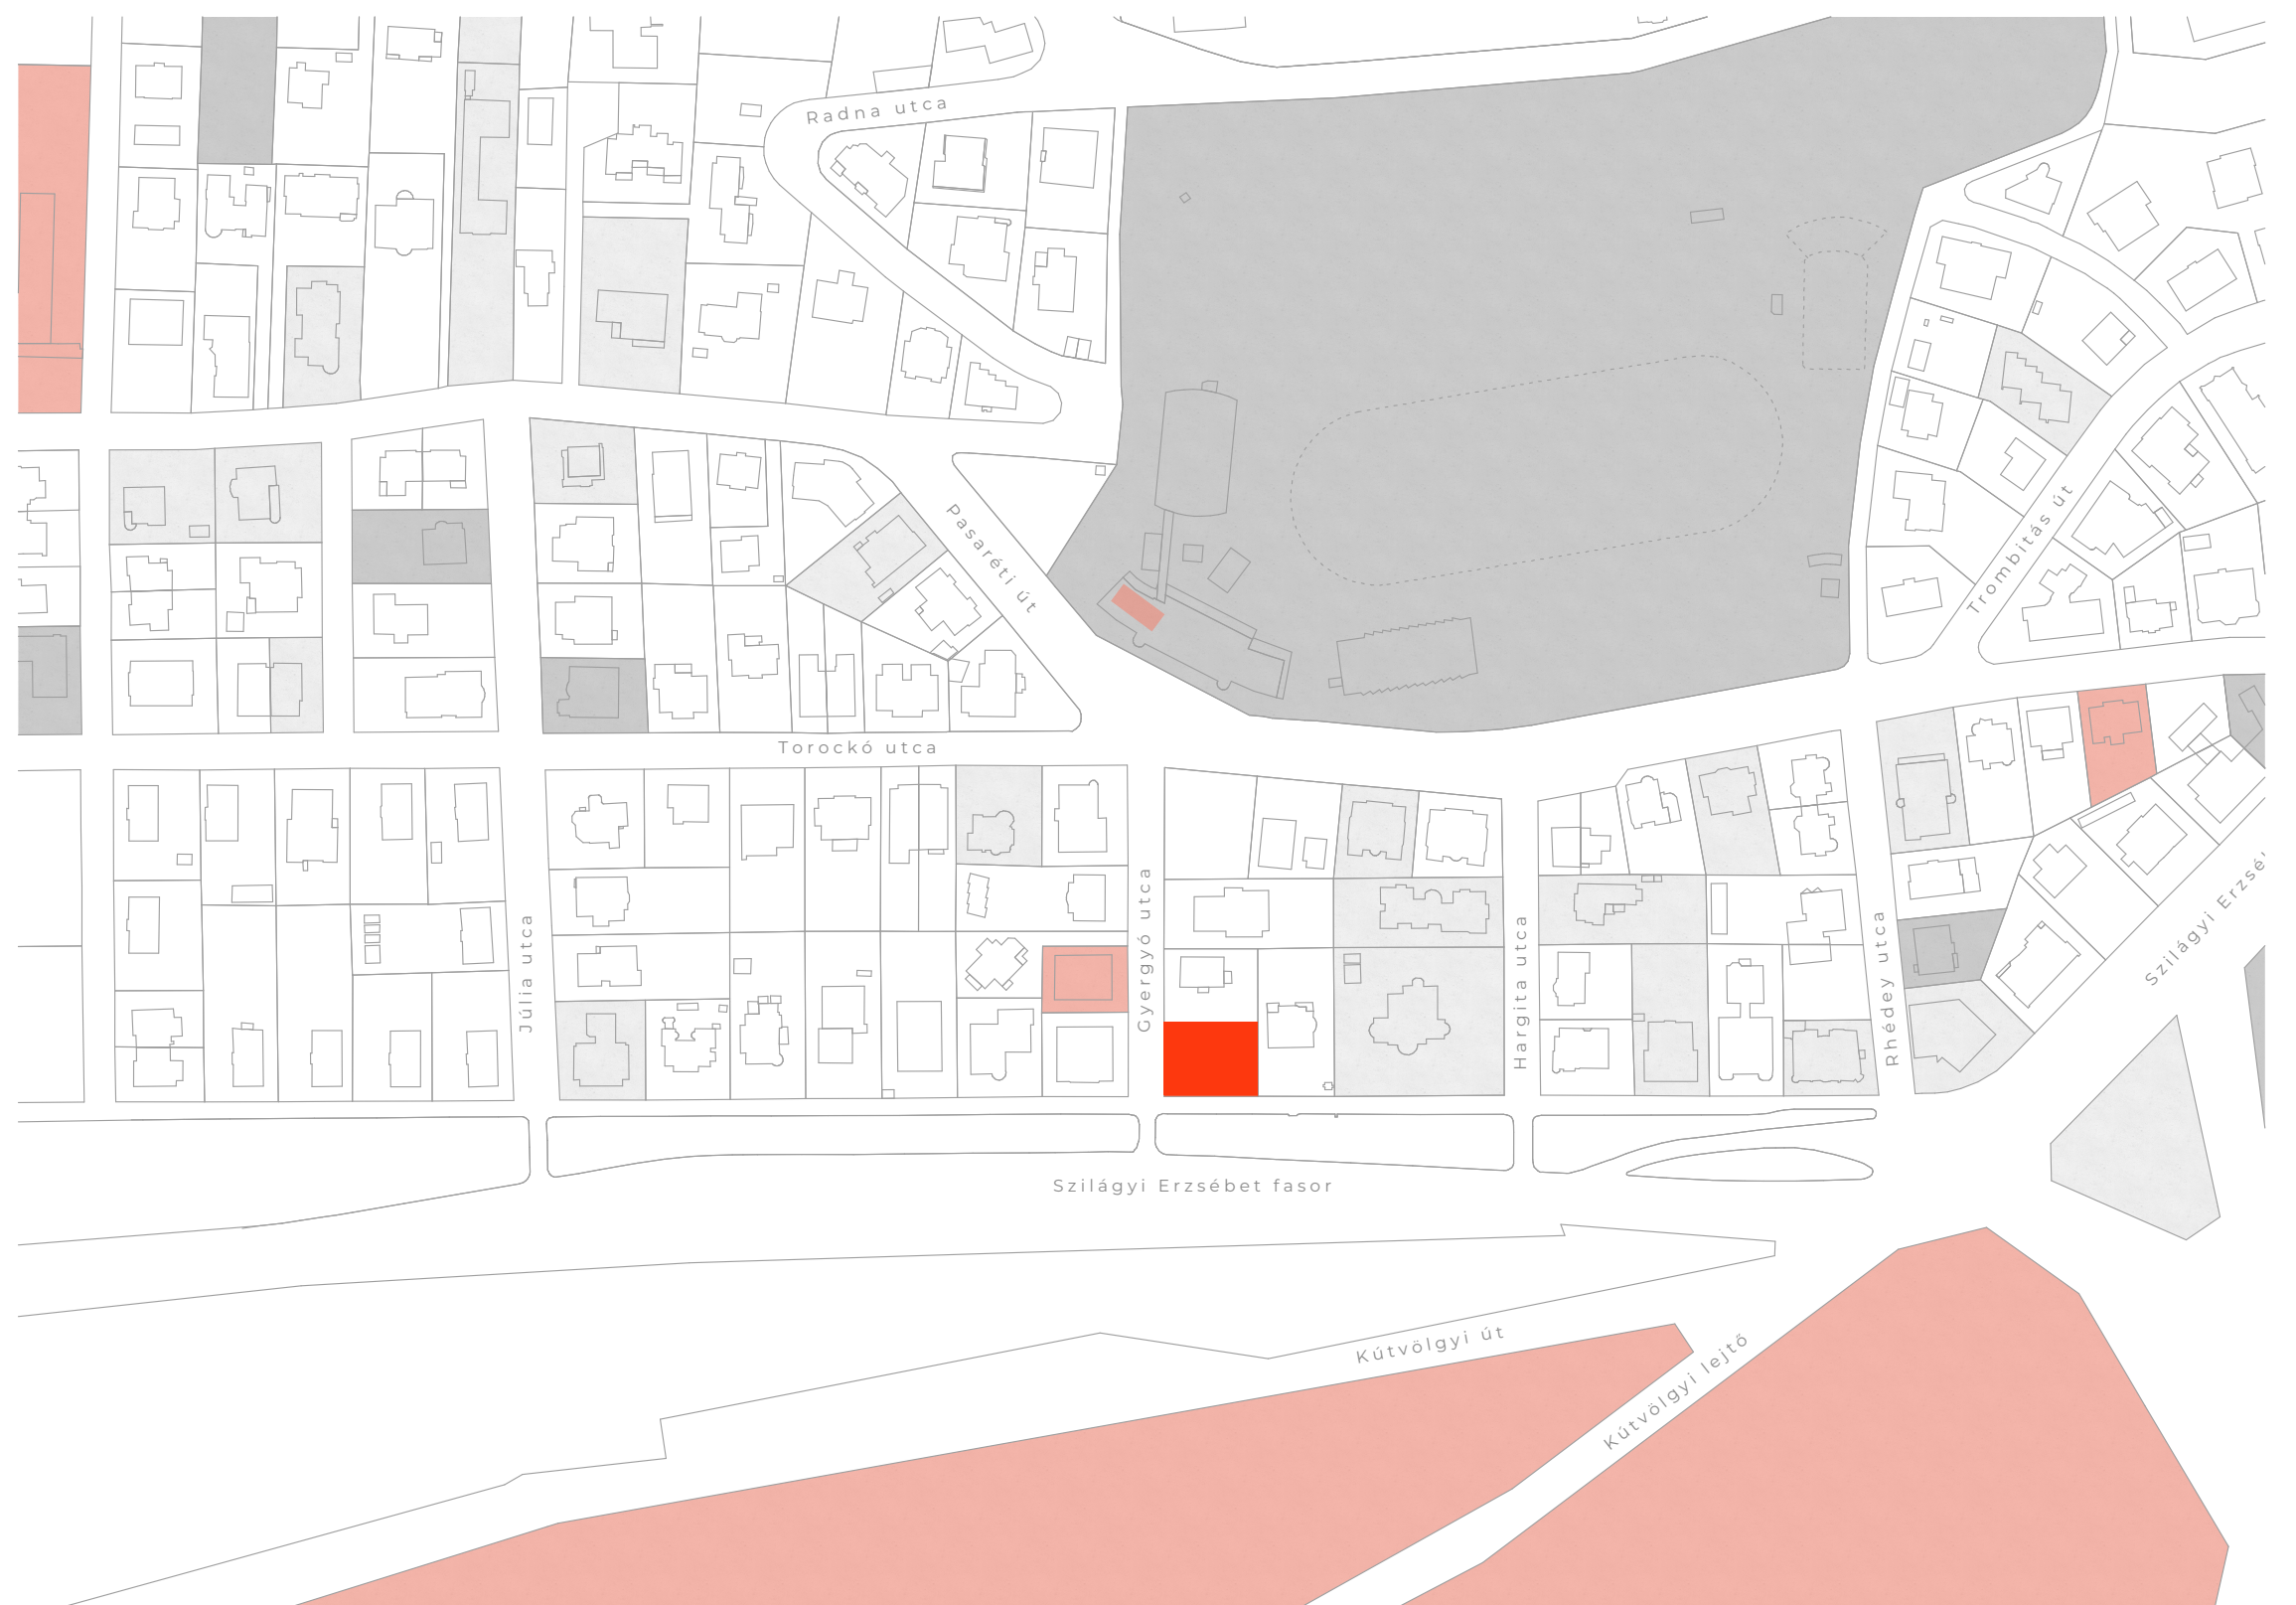 Radna utca
Pasaréti út
Trombitás út
Torockó utca
Júlia utca
Gyergyó utca
Hargita utca
Rhédey utca
Szilágyi Erzsé
Szilágyi Erzsébet fasor
Kútvölgyi út
Kútvölgyi lejtő